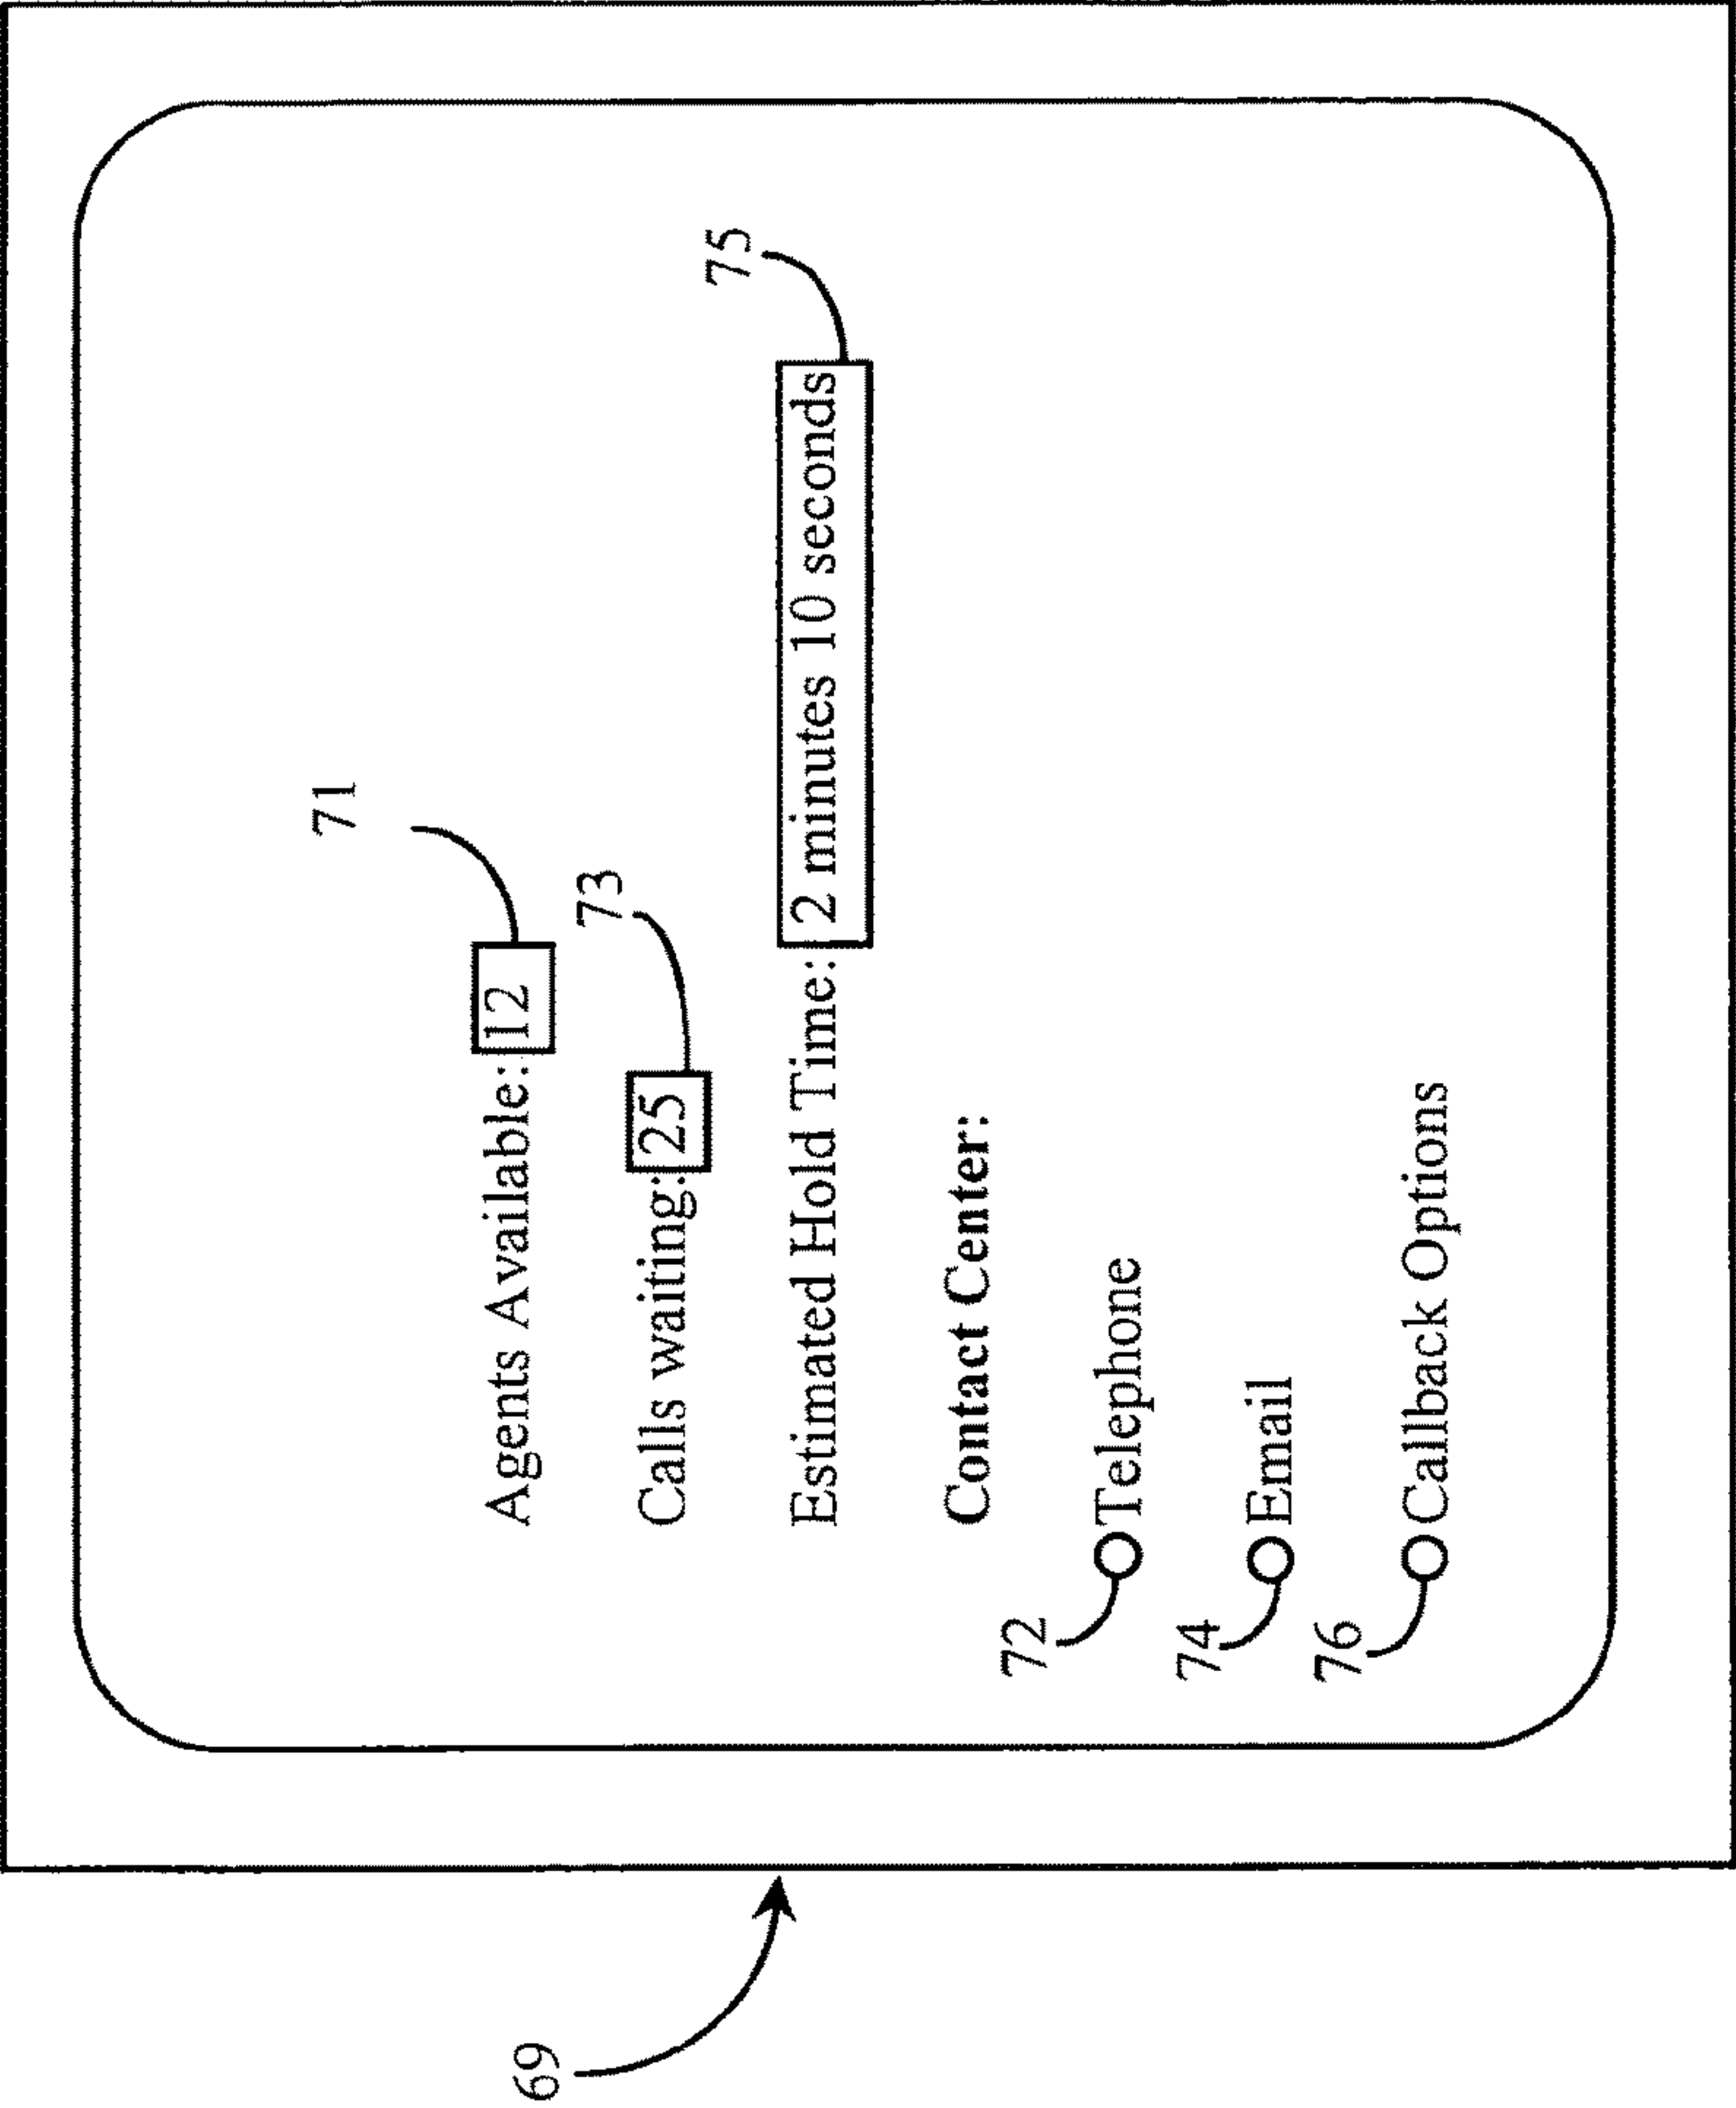 71
Agents Available: 12
73
Calls waiting: 25
75
Estimated Hold Time: 2 minutes 10 seconds
Contact Center:
72
Telephone
74
Email
76
Callback Options
69